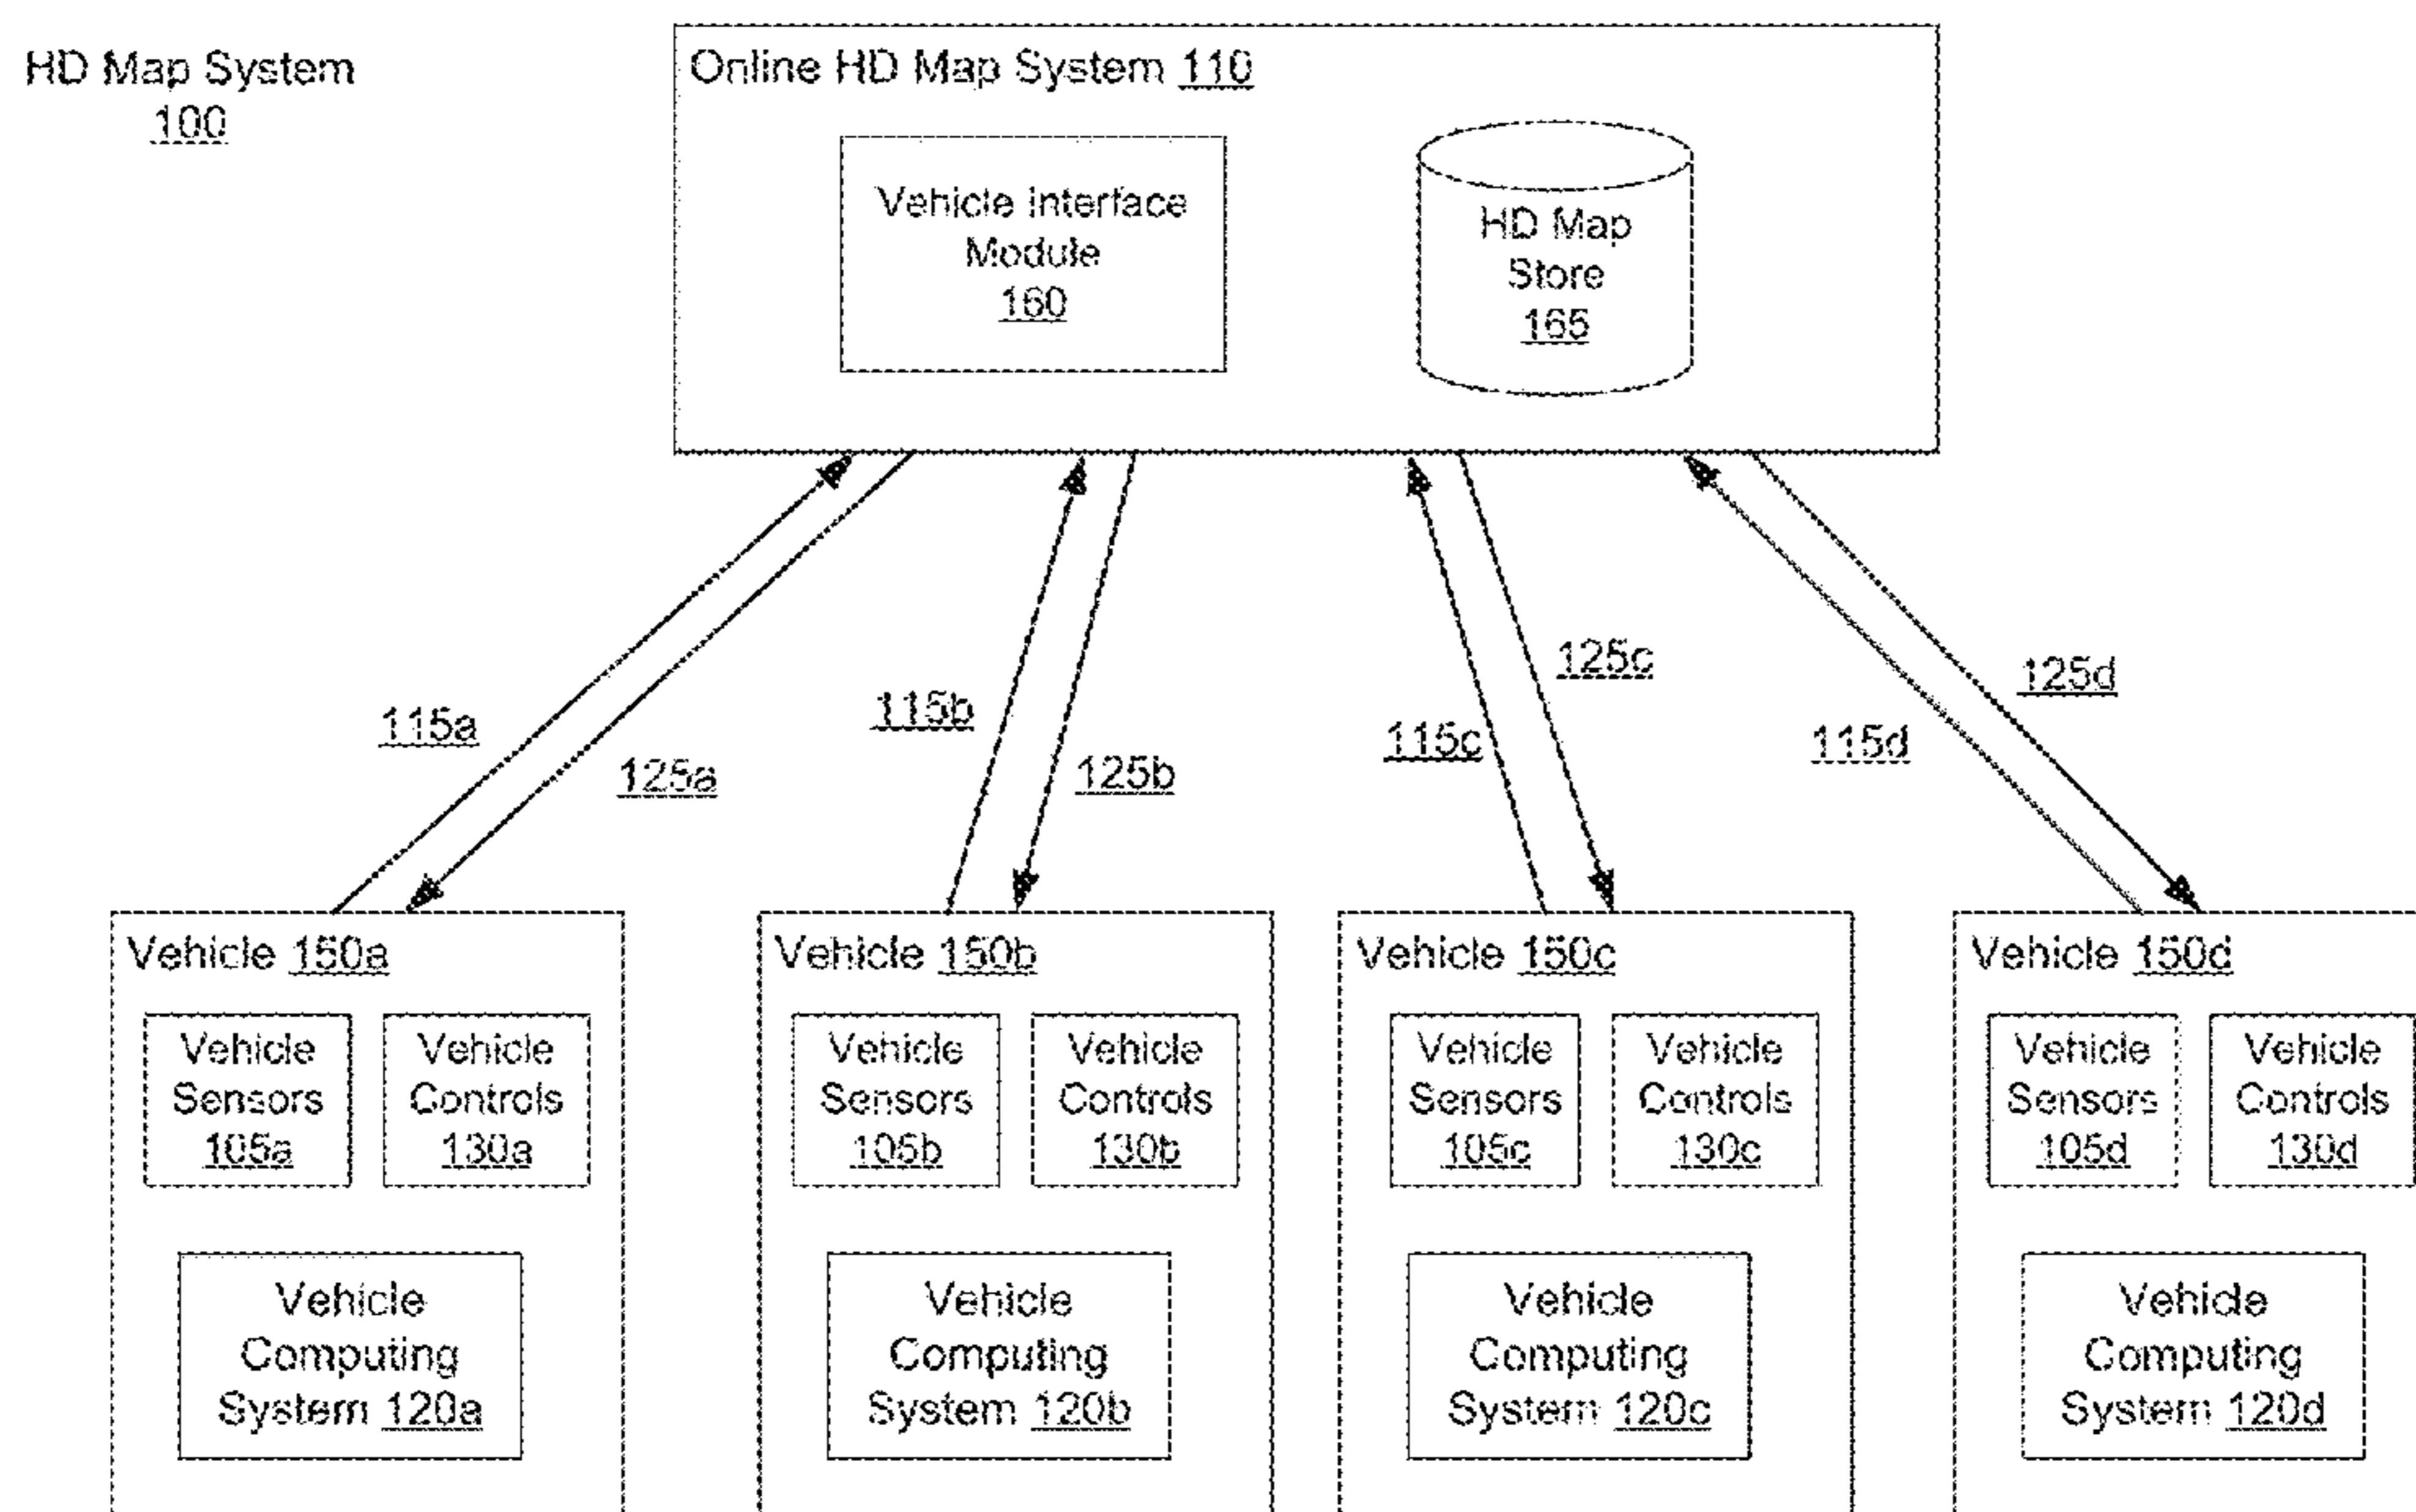 HD Map System
100
Online HD Map System 110
Vehicle Interface
Module
160
HD Map
Store
165
115a
125a
115b
125b
115c
125c
115d
125d
Vehicle 150a
Vehicle
Sensors
105a
Vehicle
Controls
130a
Vehicle
Computing
System 120a
Vehicle 150b
Vehicle
Sensors
105b
Vehicle
Controls
130b
Vehicle
Computing
System 120b
Vehicle 150c
Vehicle
Sensors
105c
Vehicle
Controls
130c
Vehicle
Computing
System 120c
Vehicle 150d
Vehicle
Sensors
105d
Vehicle
Controls
130d
Vehicle
Computing
System 120d